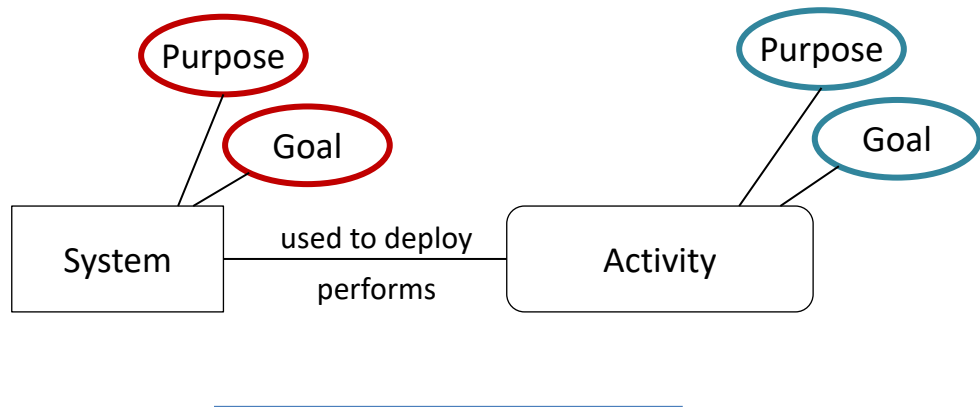 Purpose
Purpose
Goal
Goal
System
used to deploy
performs
Activity